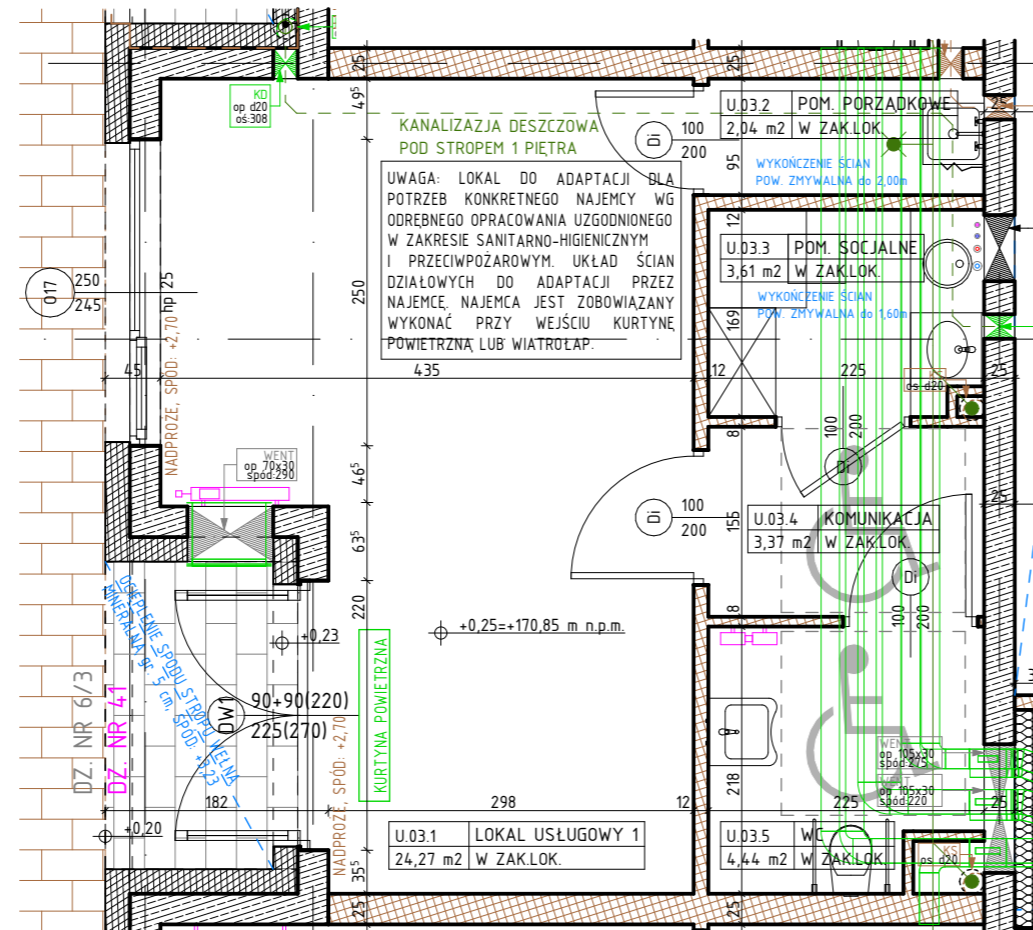 25
25
KD
op d20
oś:308
49⁵
KANALIZAJA DESZCZOWA
POD STROPEM 1 PIĘTRA
Di
100
200
U.03.2 POM. PORZĄDKOWE
2,04 m2 W ZAK.LOK.
25
95
WYKOŃCZENIE ŚCIAN
POW. ZMYWALNA do 2,00m
UWAGA: LOKAL DO ADAPTACJI DLA
POTRZEB KONKRETNEGO NAJEMCY WG
ODRĘBNEGO OPRACOWANIA UZGODNIONEGO
W ZAKRESIE SANITARNO-HIGIENICZNYM
I PRZECIWPOŻAROWYM. UKŁAD ŚCIAN
DZIAŁOWYCH DO ADAPTACJI PRZEZ
NAJEMCĘ. NAJEMCA JEST ZOBOWIĄZANY
WYKONAĆ PRZY WEJŚCIU KURTYNĘ
POWIETRZNĄ LUB WIATROŁAP.
12
U.03.3 POM. SOCJALNE
3,61 m2 W ZAK.LOK.
WYKOŃCZENIE ŚCIAN
POW. ZMYWALNA do 1,60m
O17
250
245
hp 25
NADPROŻE, SPÓD: +2,70
250
169
45
435
12
225
25
KS
os d20
8
100
200
Di
WENT
op 70x30
spód:290
46⁵
63⁵
Di
100
200
155
25
U.03.4 KOMUNIKACJA
3,37 m2 W ZAK.LOK.
Di
100
200
8
220
+0,25=+170,85 m n.p.m.
+0,23
OCIEPLENIE SPODU STROPU WEŁNĄ
MINERALNĄ gr. 5 cm, SPÓD: +3,23
DZ. NR 6/3
DZ. NR 41
DW1
90+90(220)
225(270)
KURTYNA POWIETRZNA
NADPROŻE, SPÓD: +2,70
WENT
op 105x30
spód:275
WENT
op 105x30
spód:220
218
182
298
12
225
25
+0,20
U.03.1 LOKAL USŁUGOWY 1
24,27 m2 W ZAK.LOK.
U.03.5 WC
4,44 m2 W ZAK.LOK.
KS
os d20
35⁵
25
25